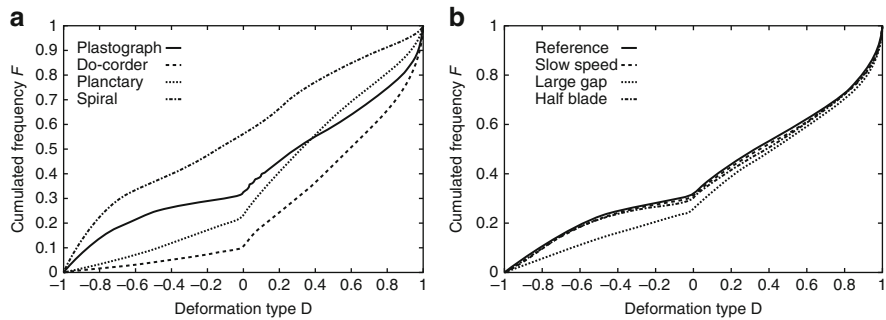 a
Plastograph
Do-corder
Planctary
Spiral
Cumulated frequency F
1
0.9
0.8
0.7
0.6
0.5
0.4
0.3
0.2
0.1
0
−1 −0.8 −0.6 −0.4 −0.2 0 0.2 0.4 0.6 0.8 1
Deformation type D
b
Reference
Slow speed
Large gap
Half blade
Cumulated frequency F
1
0.8
0.6
0.4
0.2
0
−1 −0.8 −0.6 −0.4 −0.2 0 0.2 0.4 0.6 0.8 1
Deformation type D